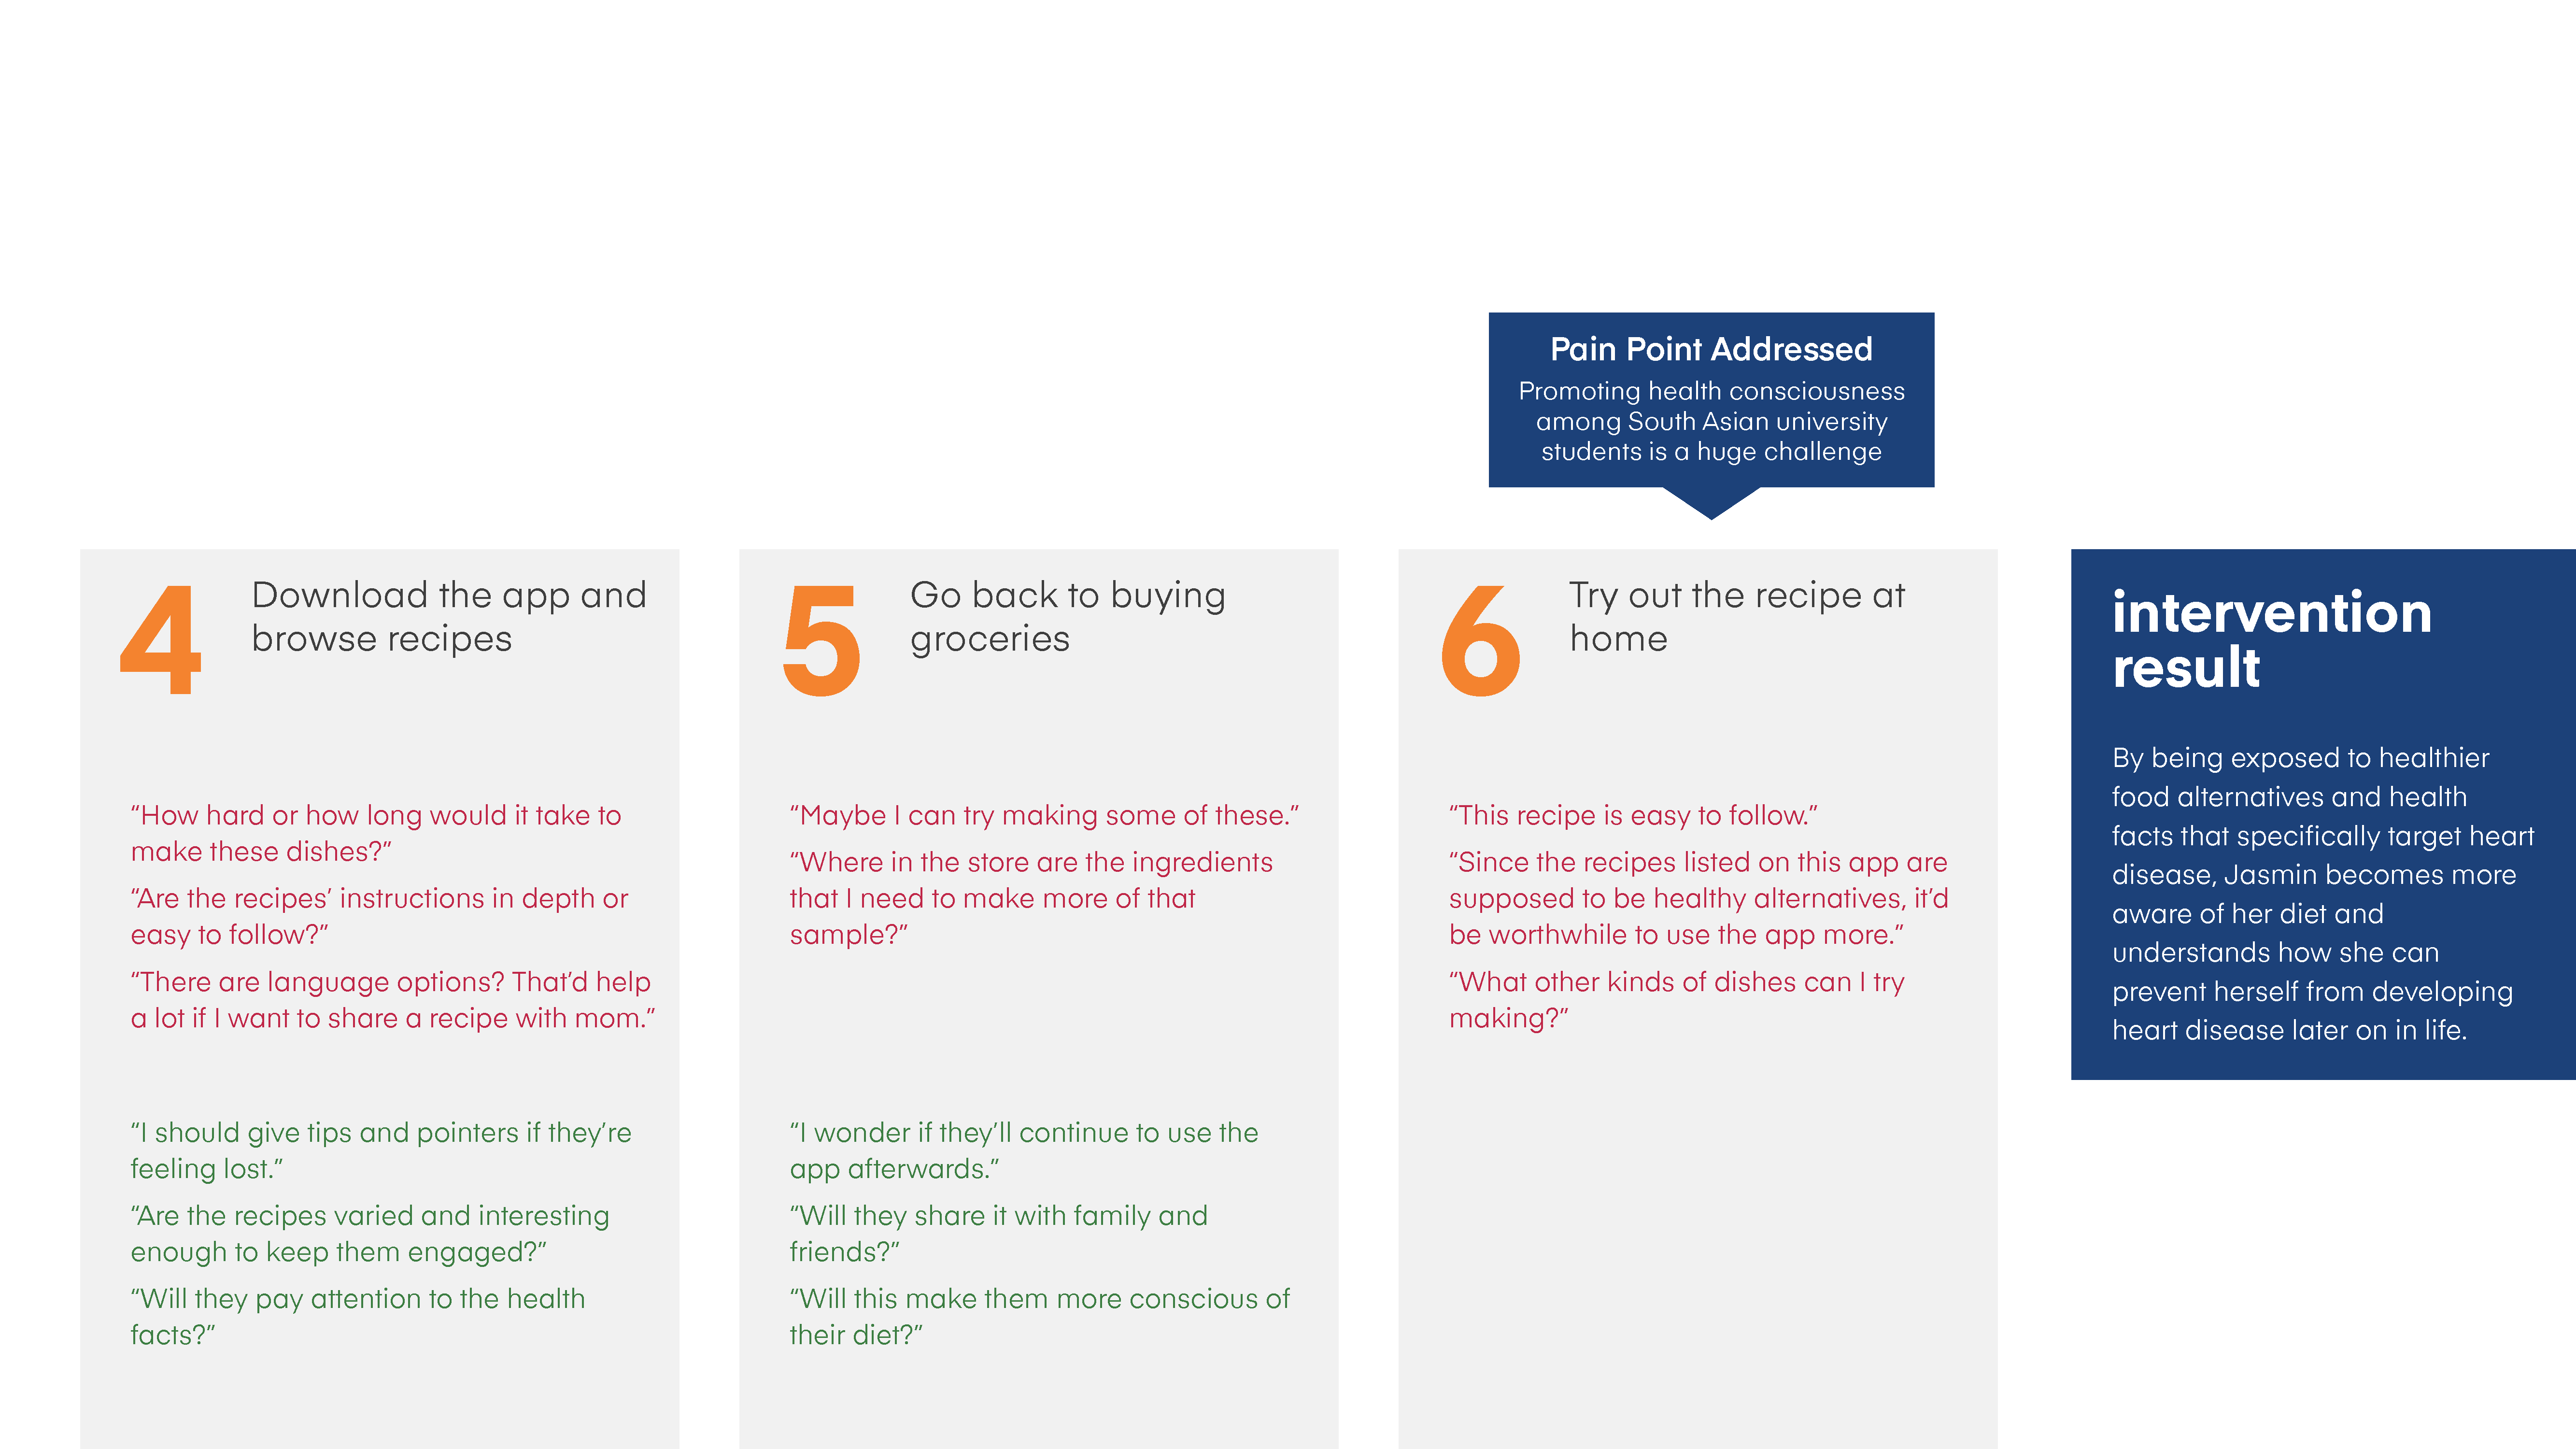 Pain Point Addressed
Promoting health consciousness
among South Asian university
students is a huge challenge
4
Download the app and
browse recipes
“How hard or how long would it take to
make these dishes?”
“Are the recipes’ instructions in depth or
easy to follow?”
“There are language options? That’d help
a lot if I want to share a recipe with mom.”
“I should give tips and pointers if they’re
feeling lost.”
“Are the recipes varied and interesting
enough to keep them engaged?”
“Will they pay attention to the health
facts?”
5
Go back to buying
groceries
“Maybe I can try making some of these.”
“Where in the store are the ingredients
that I need to make more of that
sample?”
“I wonder if they’ll continue to use the
app afterwards.”
“Will they share it with family and
friends?”
“Will this make them more conscious of
their diet?”
6
Try out the recipe at
home
“This recipe is easy to follow.”
“Since the recipes listed on this app are
supposed to be healthy alternatives, it’d
be worthwhile to use the app more.”
“What other kinds of dishes can I try
making?”
intervention
result
By being exposed to healthier
food alternatives and health
facts that specifically target heart
disease, Jasmin becomes more
aware of her diet and
understands how she can
prevent herself from developing
heart disease later on in life.